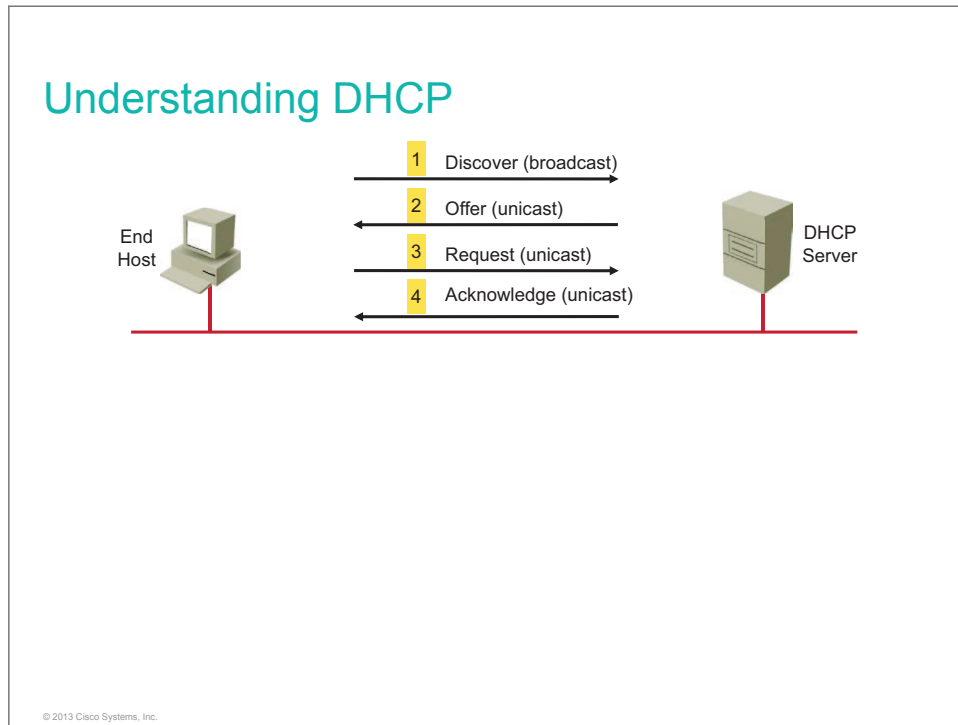 Understanding DHCP
1 Discover (broadcast)
2 Offer (unicast)
End
Host
3 Request (unicast)
DHCP
Server
4 Acknowledge (unicast)
© 2013 Cisco Systems, Inc.